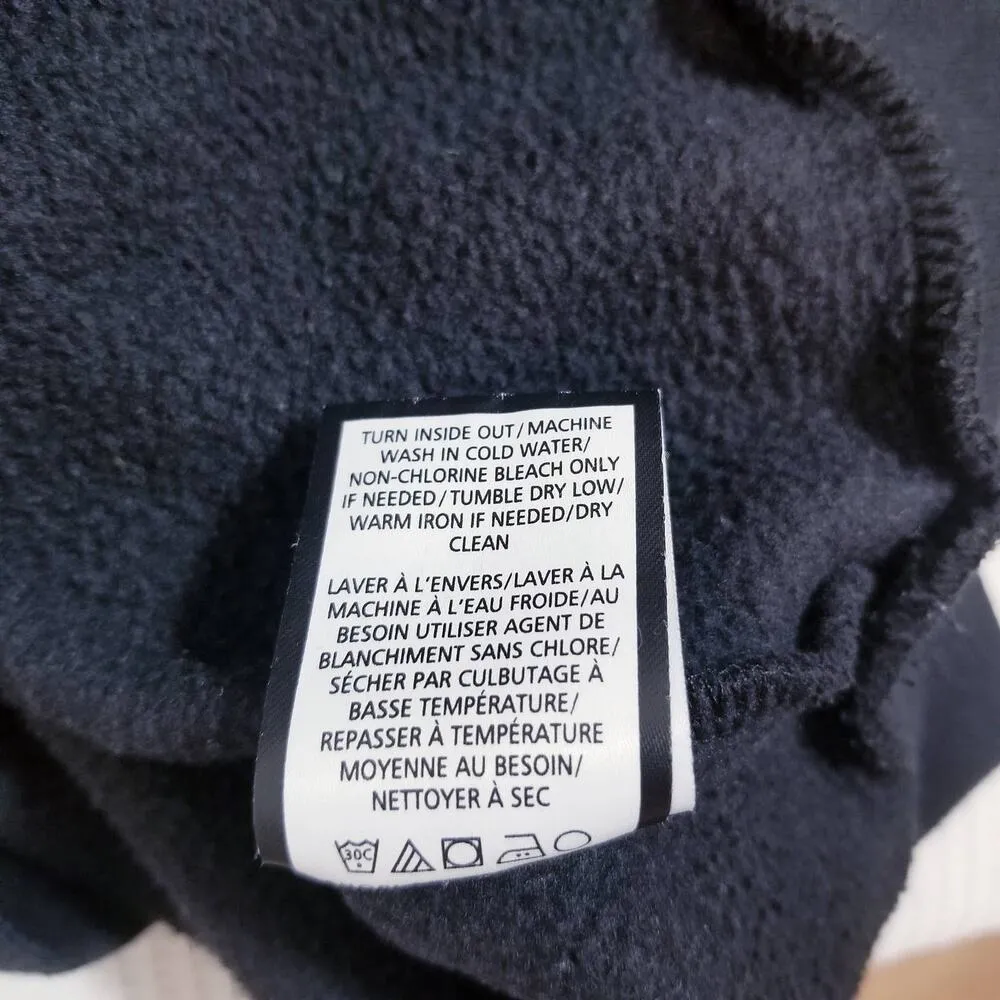 TURN INSIDE OUT/MACHINE
WASH IN COLD WATER/
NON-CHLORINE BLEACH ONLY
IF NEEDED/TUMBLE DRY LOW/
WARM IRON IF NEEDED/DRY
CLEAN
LAVER À L'ENVERS/LAVER À LA
MACHINE À L'EAU FROIDE/AU
BESOIN UTILISER AGENT DE
BLANCHIMENT SANS CHLORE/
SÉCHER PAR CULBUTAGE À
BASSE TEMPÉRATURE/
REPASSER À TEMPÉRATURE
MOYENNE AU BESOIN/
NETTOYER À SEC
30C